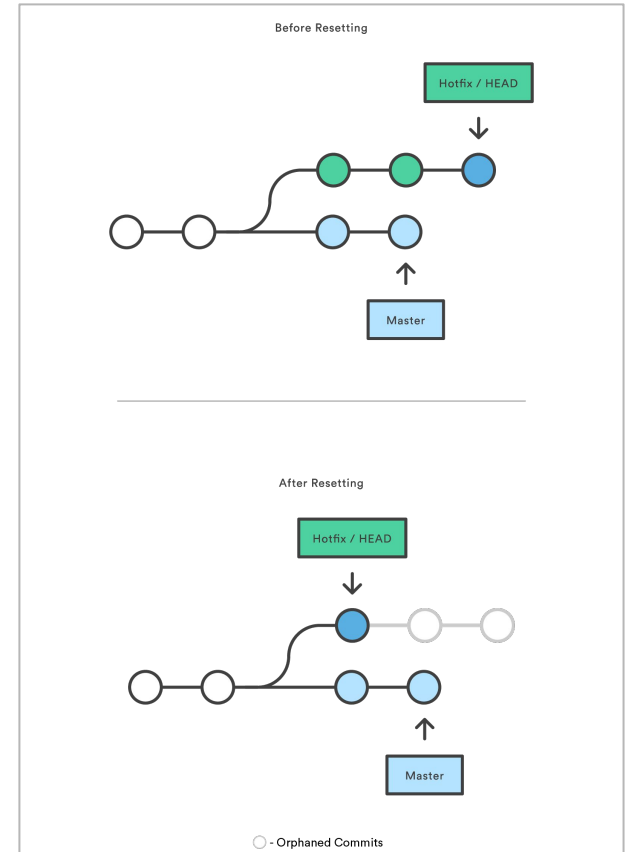 Before Resetting
Hotfix / HEAD
Master
After Resetting
Hotfix / HEAD
Master
- Orphaned Commits